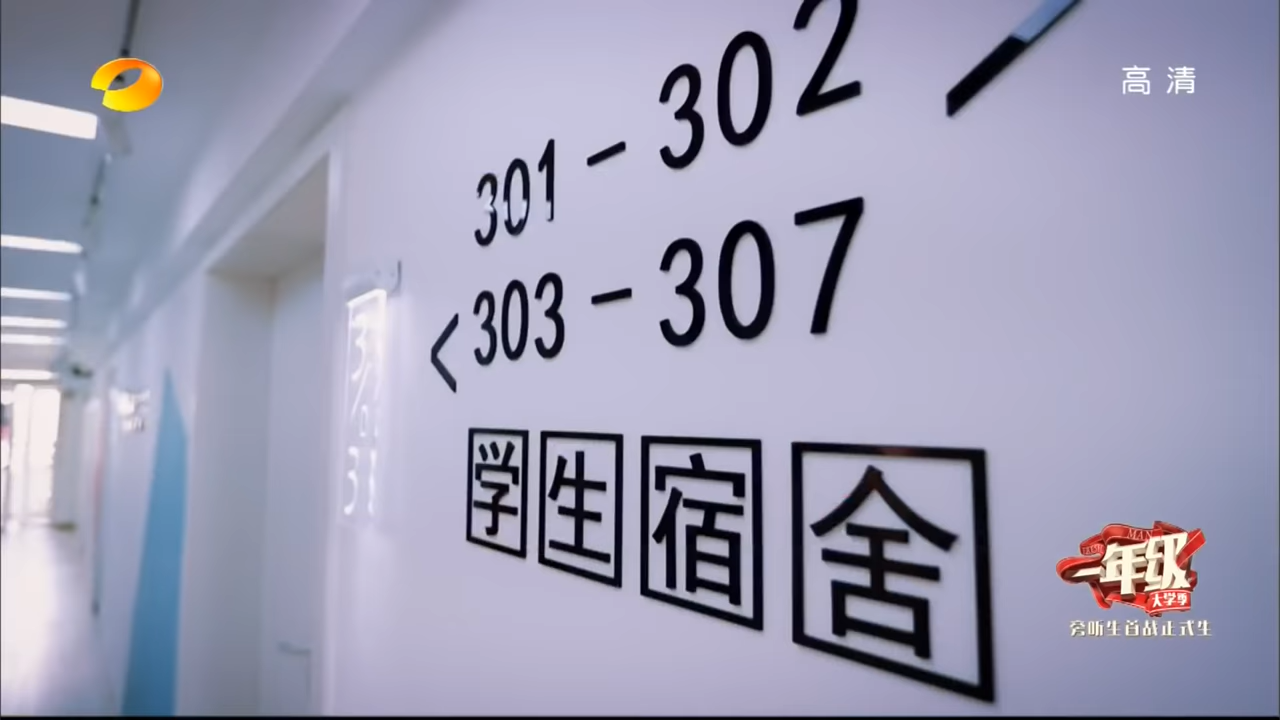 高清
301-302
<303-307
学生宿舍
一年级
大学季
旁听生首战正式生